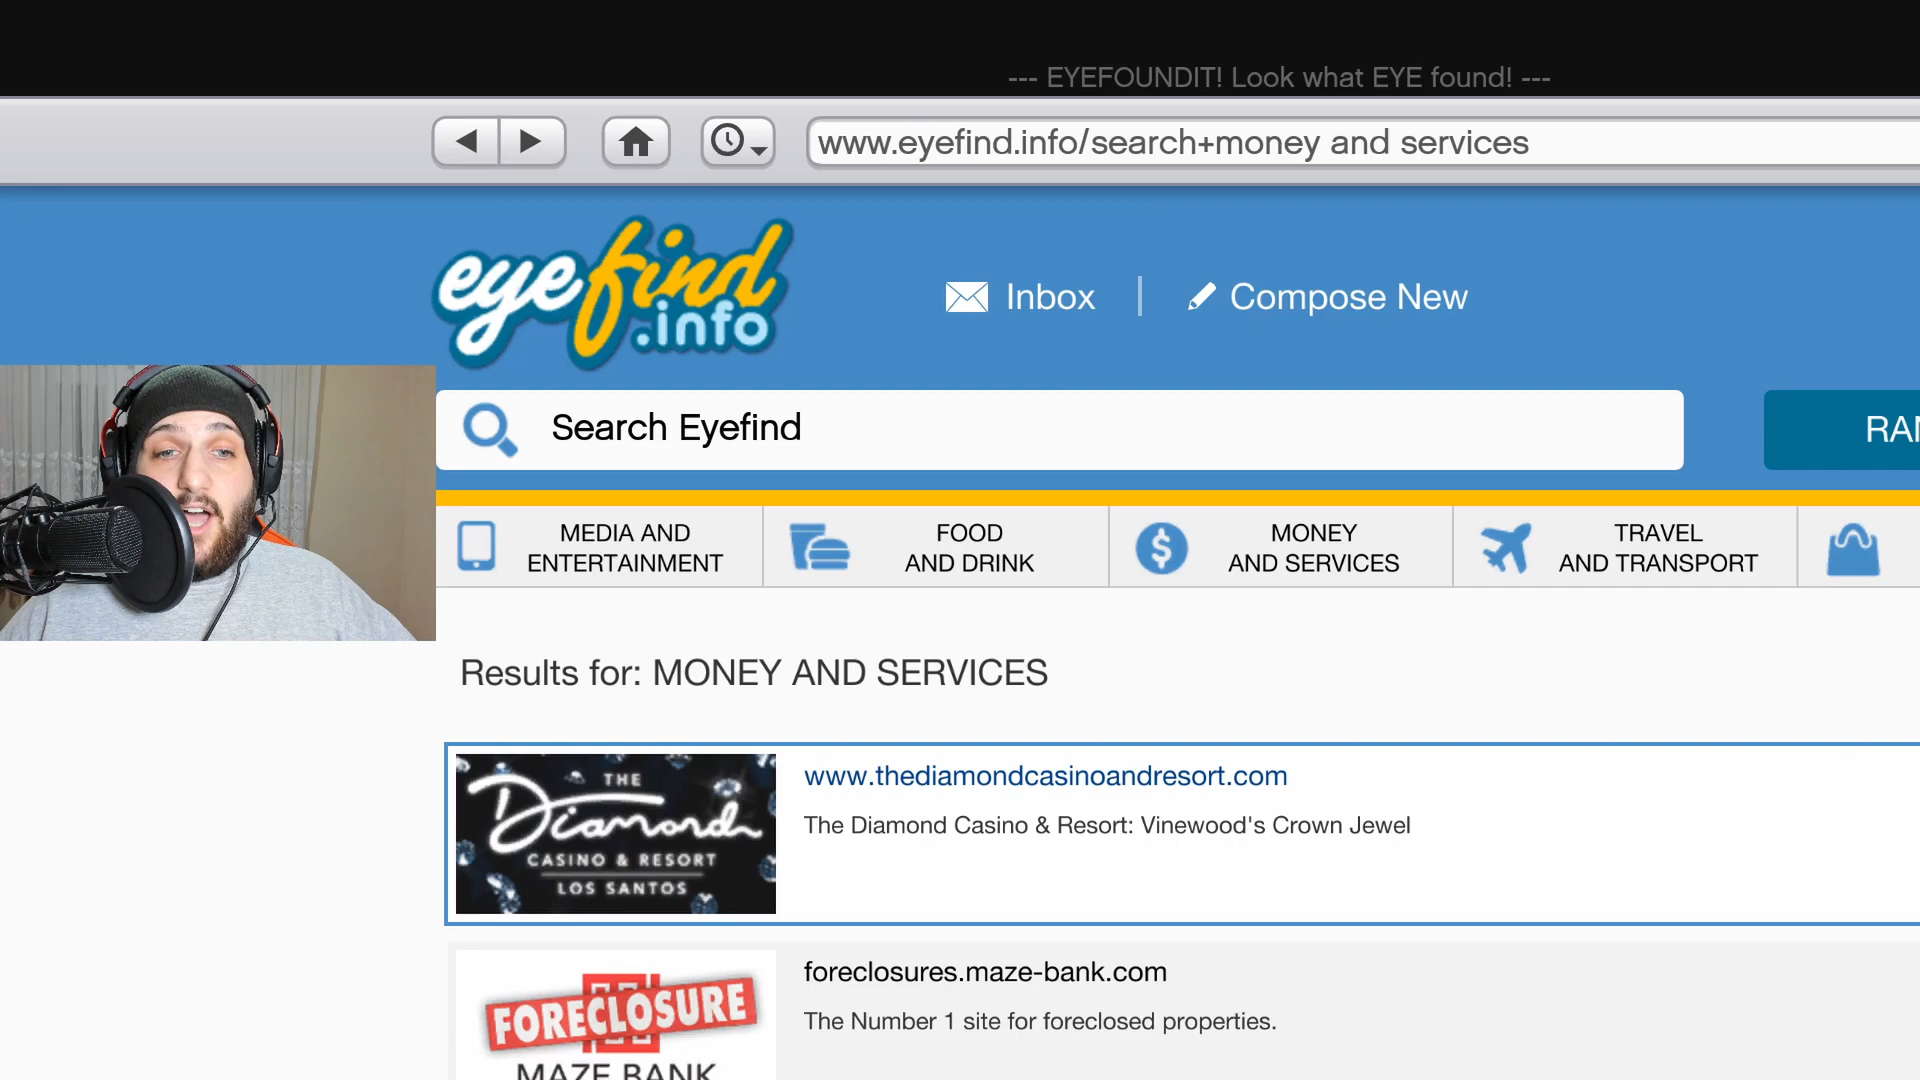 --- EYEFOUNDIT! Look what EYE found! ---
www.eyefind.info/search+money and services
eyefind
.info
Inbox
Compose New
Search Eyefind
MEDIA AND
ENTERTAINMENT
FOOD
AND DRINK
MONEY
AND SERVICES
TRAVEL
AND TRANSPORT
Results for: MONEY AND SERVICES
THE
Diamond
CASINO & RESORT
LOS SANTOS
www.thediamondcasinoandresort.com
The Diamond Casino & Resort: Vinewood's Crown Jewel
FORECLOSURE
MAZE BANK
foreclosures.maze-bank.com
The Number 1 site for foreclosed properties.